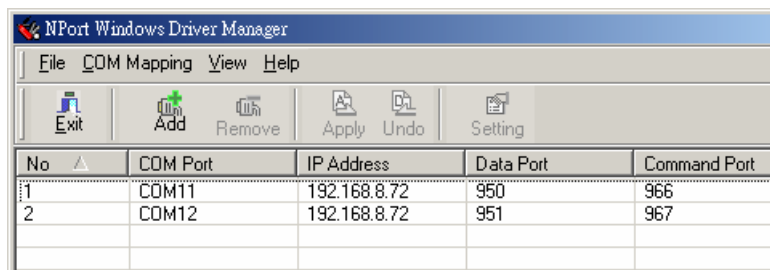 NPort Windows Driver Manager
File COM Mapping View Help
Exit Add Remove Apply Undo Setting
No COM Port IP Address Data Port Command Port
1 COM11 192.168.8.72 950 966
2 COM12 192.168.8.72 951 967